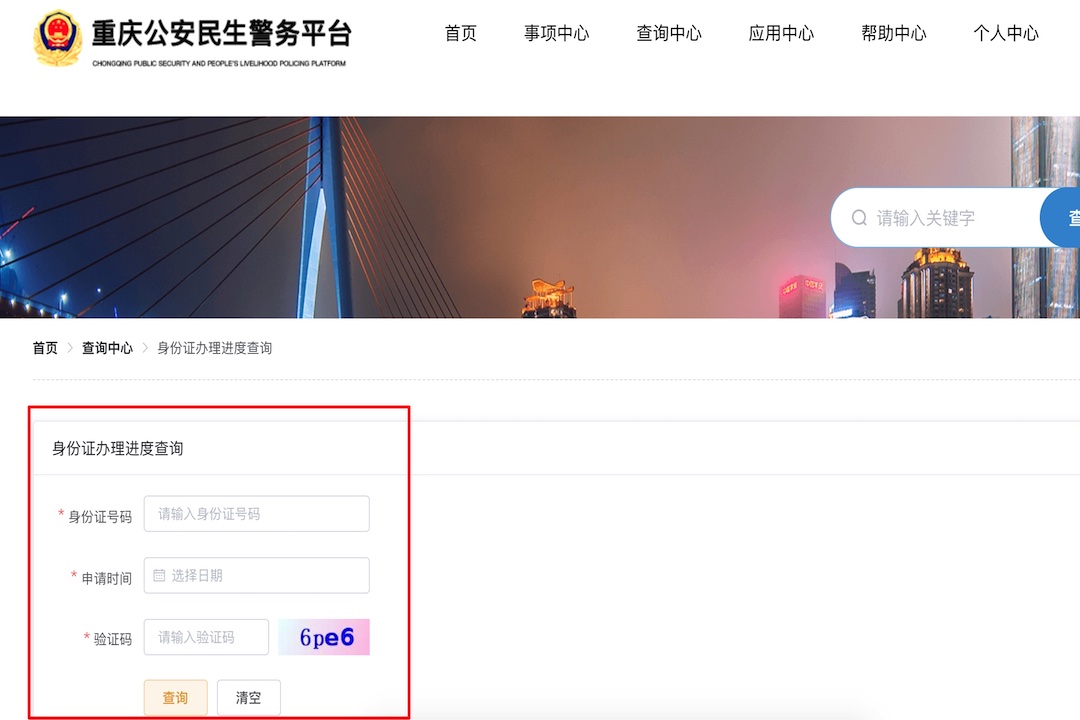 重庆公安民生警务平台
CHONGQING PUBLIC SECURITY AND PEOPLE'S LIVELIHOOD POLICING PLATFORM
首页 事项中心 查询中心 应用中心 帮助中心 个人中心
请输入关键字
首页 > 查询中心 > 身份证办理进度查询
身份证办理进度查询
* 身份证号码 请输入身份证号码
* 申请时间 选择日期
* 验证码 请输入验证码 6pe6
查询 清空